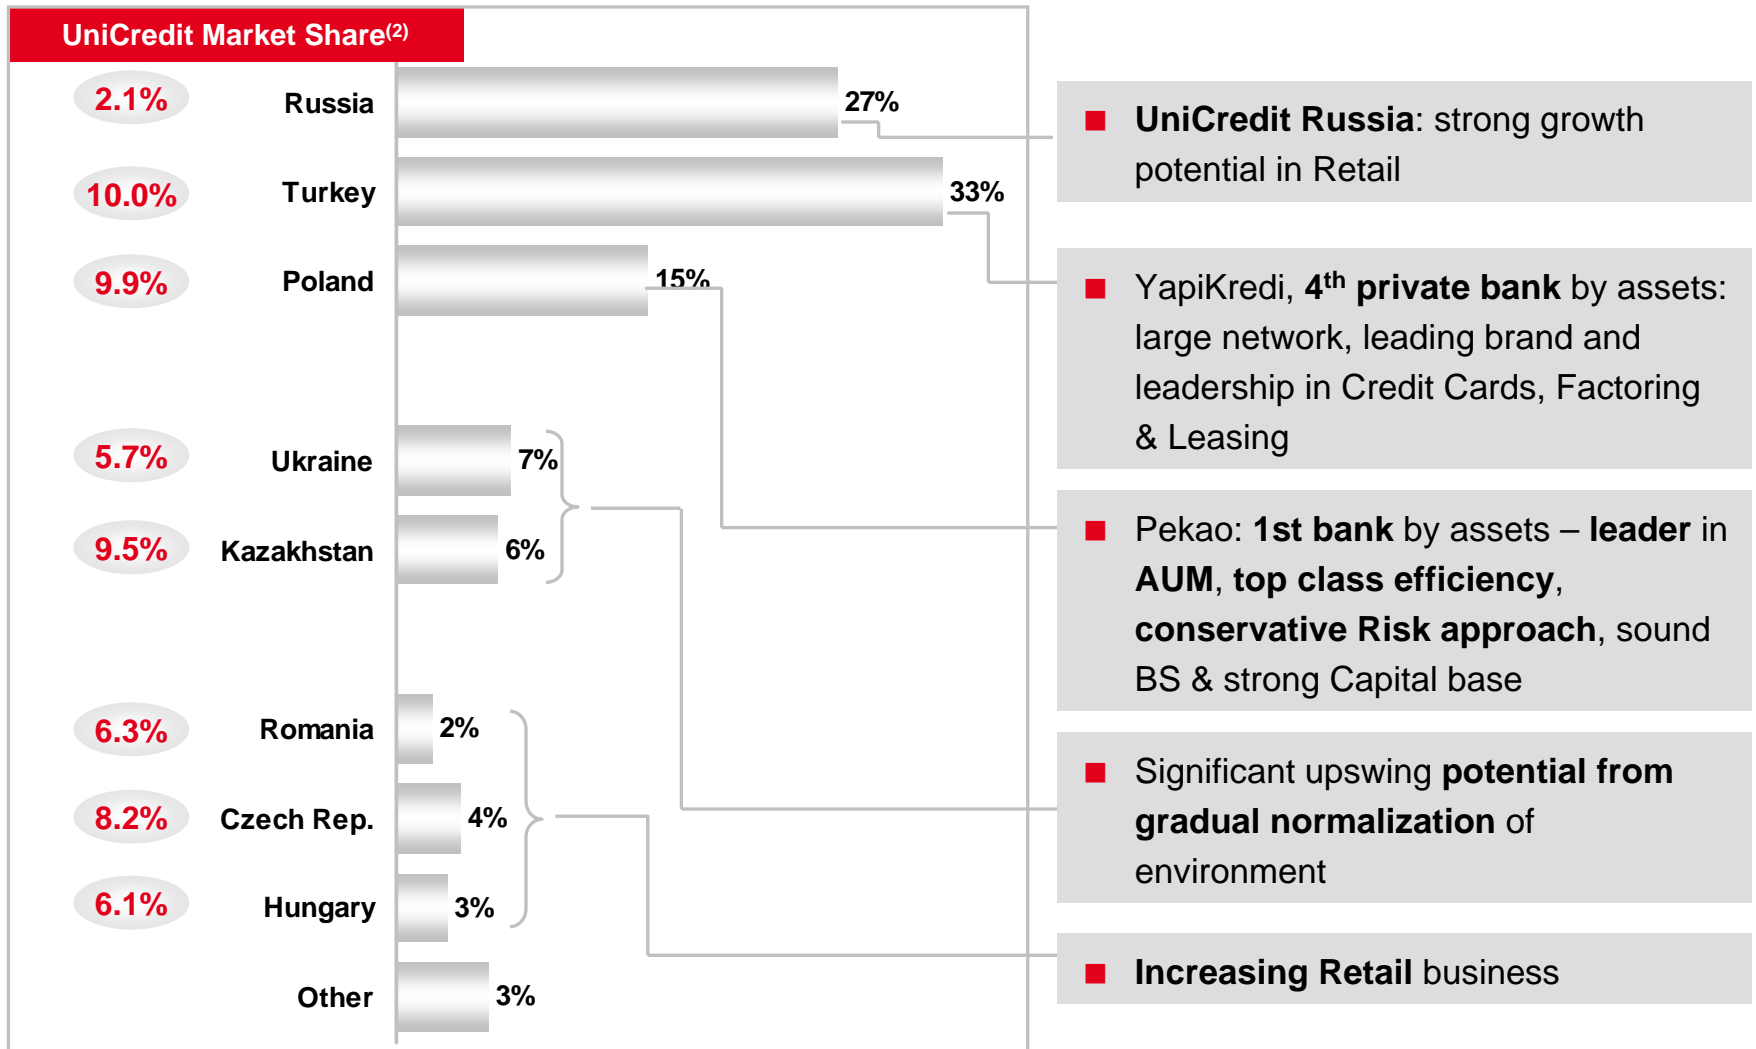 UniCredit Market Share(2)
2.1% Russia 27%
10.0% Turkey 33%
9.9% Poland 15%
5.7% Ukraine 7%
9.5% Kazakhstan 6%
6.3% Romania 2%
8.2% Czech Rep. 4%
6.1% Hungary 3%
Other 3%
UniCredit Russia: strong growth
potential in Retail
YapiKredi, 4th private bank by assets:
large network, leading brand and
leadership in Credit Cards, Factoring
& Leasing
Pekao: 1st bank by assets – leader in
AUM, top class efficiency,
conservative Risk approach, sound
BS & strong Capital base
Significant upswing potential from
gradual normalization of
environment
Increasing Retail business